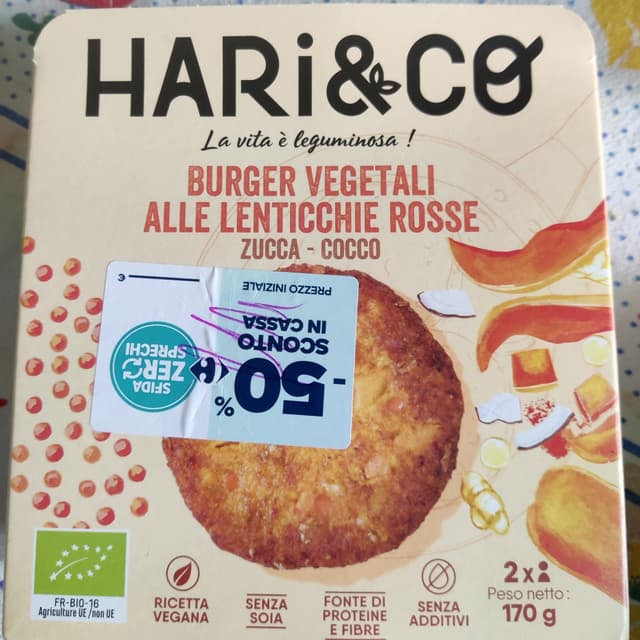 HARi&CO
La vita è leguminosa !
BURGER VEGETALI
ALLE LENTICCHIE ROSSE
ZUCCA - COCCO
PREZZO INIZIALE
€
-50%
SCONTO
IN CASSA
SFIDA
ZERO
SPRECHI
FR-BIO-16
Agriculture UE /non UE
RICETTA
VEGANA
SENZA
SOIA
FONTE DI
PROTEINE
E FIBRE
SENZA
ADDITIVI
2 x
Peso netto :
170 g